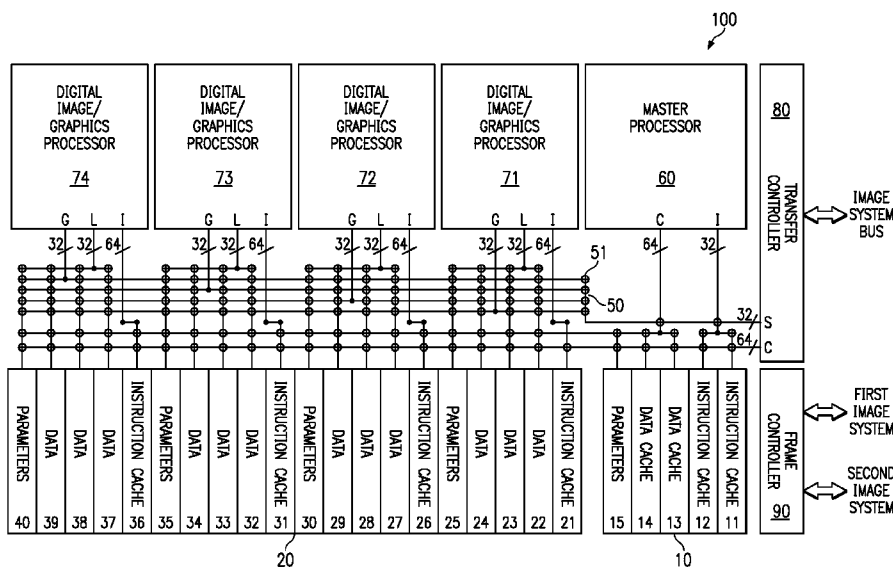 100
DIGITAL
IMAGE/
GRAPHICS
PROCESSOR
74
G L I
DIGITAL
IMAGE/
GRAPHICS
PROCESSOR
73
G L I
DIGITAL
IMAGE/
GRAPHICS
PROCESSOR
72
G L I
DIGITAL
IMAGE/
GRAPHICS
PROCESSOR
71
G L I
MASTER
PROCESSOR
60
C I
80
TRANSFER
CONTROLLER
IMAGE
SYSTEM
BUS
32 32 64
32 32 64
32 32 64
32 32 64
64 32
51
50
32 S
64 C
PARAMETERS
40
DATA
39
DATA
38
DATA
37
INSTRUCTION CACHE
36
PARAMETERS
35
DATA
34
DATA
33
DATA
32
INSTRUCTION CACHE
31
PARAMETERS
30
DATA
29
DATA
28
DATA
27
INSTRUCTION CACHE
26
PARAMETERS
25
DATA
24
DATA
23
DATA
22
INSTRUCTION CACHE
21
PARAMETERS
15
DATA CACHE
14
DATA CACHE
13
INSTRUCTION CACHE
12
INSTRUCTION CACHE
11
FRAME
CONTROLLER
90
FIRST
IMAGE
SYSTEM
SECOND
IMAGE
SYSTEM
20
10